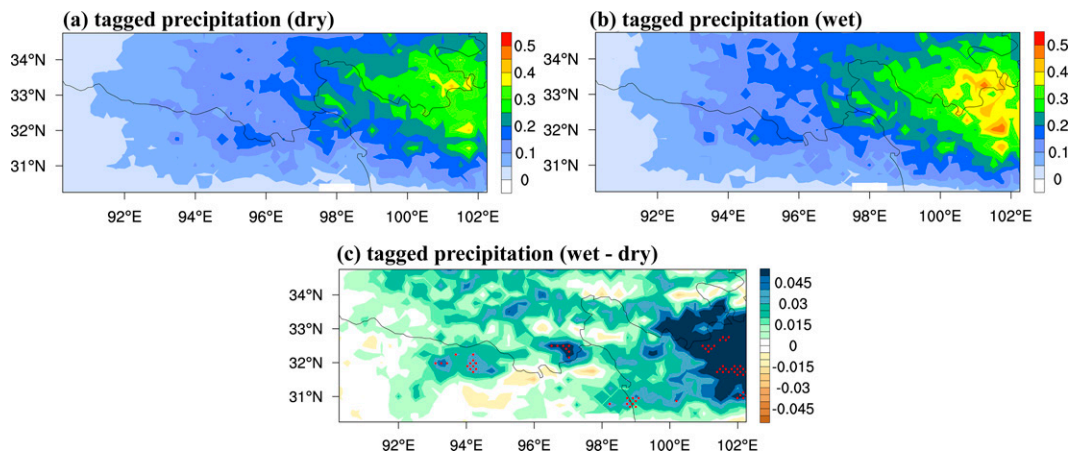 (a) tagged precipitation (dry)
34°N
33°N
32°N
31°N
92°E 94°E 96°E 98°E 100°E 102°E
0.5
0.4
0.3
0.2
0.1
0
(b) tagged precipitation (wet)
34°N
33°N
32°N
31°N
92°E 94°E 96°E 98°E 100°E 102°E
0.5
0.4
0.3
0.2
0.1
0
(c) tagged precipitation (wet - dry)
34°N
33°N
32°N
31°N
92°E 94°E 96°E 98°E 100°E 102°E
0.045
0.03
0.015
0
-0.015
-0.03
-0.045